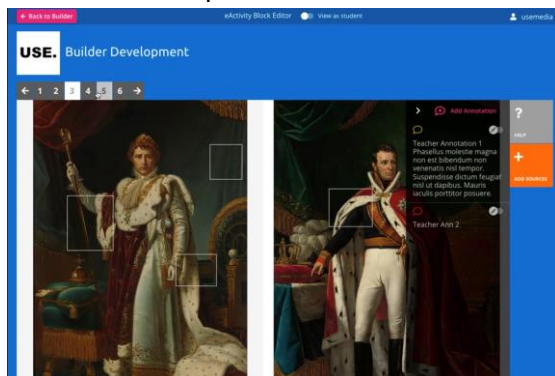 ← Back to Builder
eActivity Block Editor
View as student
usemedia
USE.
Builder Development
← 1 2 3 4 5 6 →
Add Annotation
?
HELP
Teacher Annotation 1
Phasellus molestie magna
non est bibendum non
venenatis nisl tempor.
Suspendisse dictum feugiat
nisl ut dapibus. Mauris
iaculis porttitor posuere.
+
ADD SOURCES
Teacher Ann 2